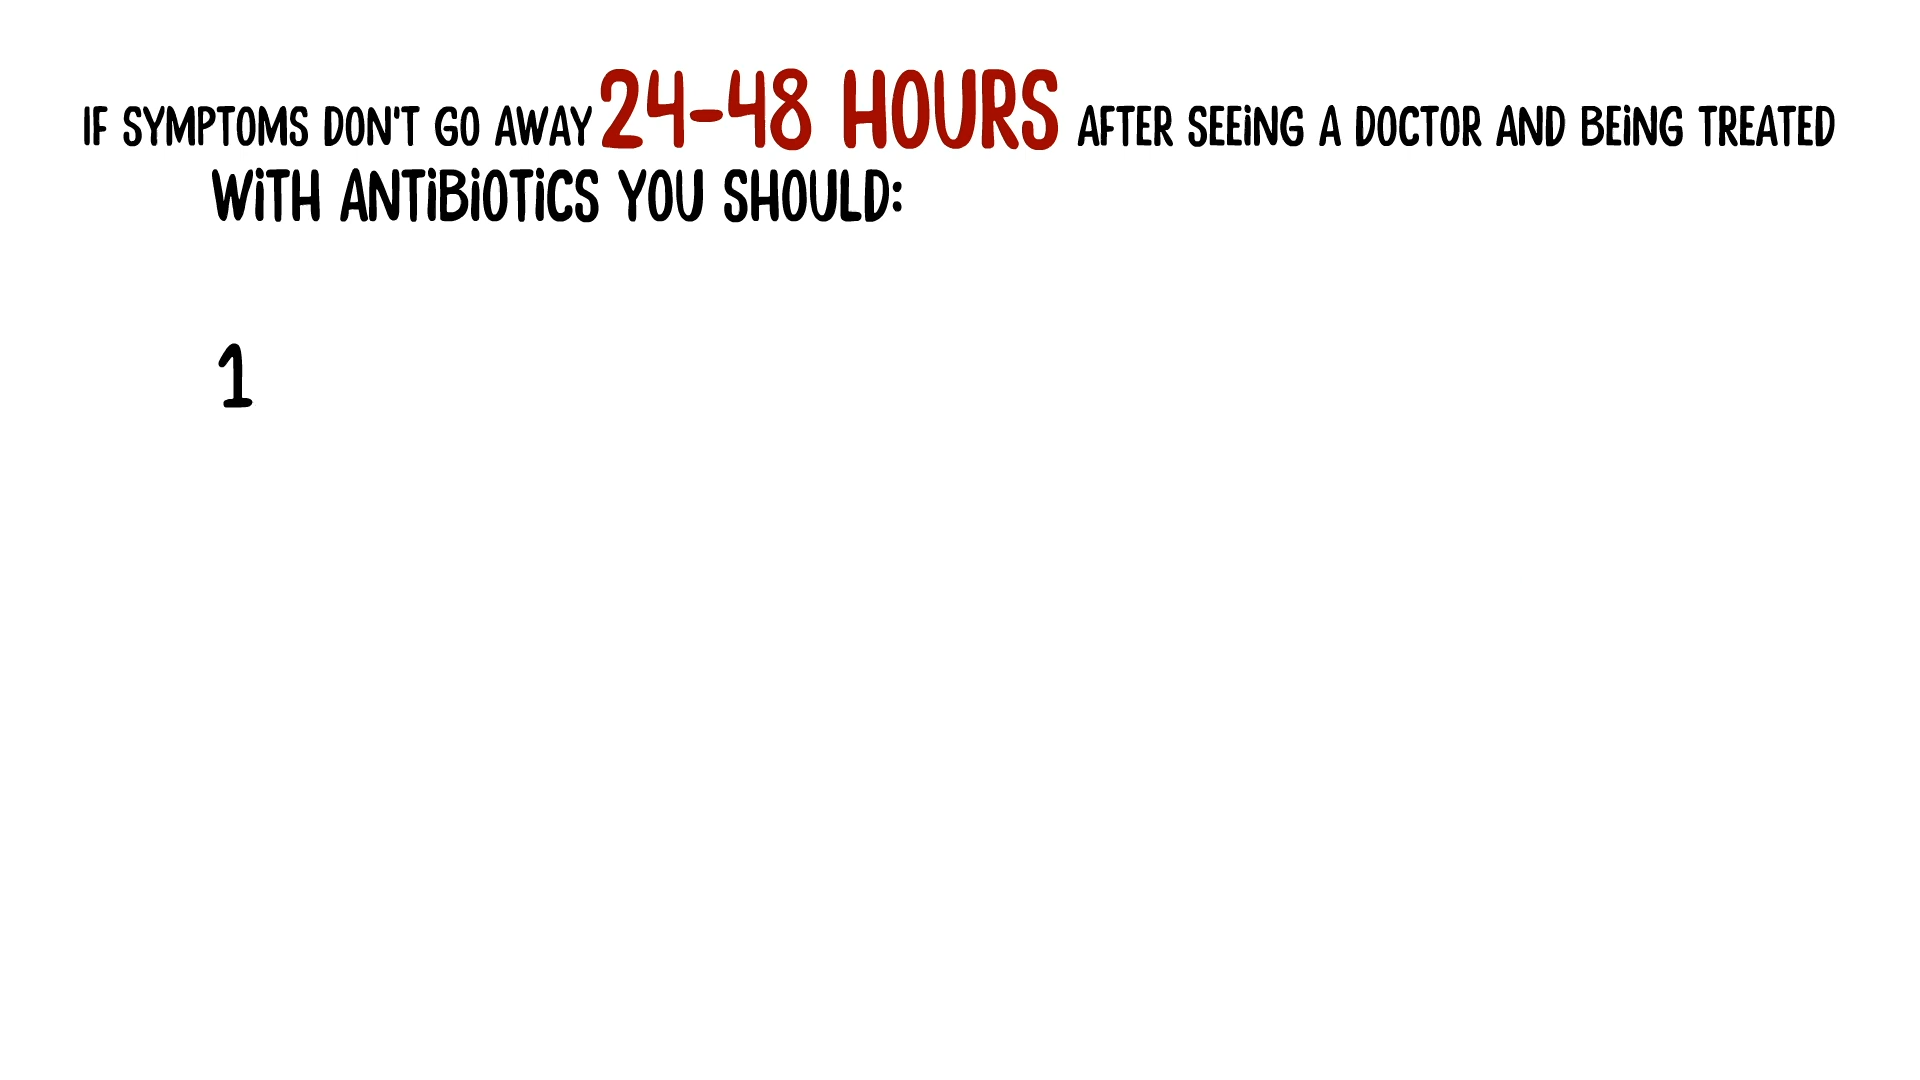 IF SYMPTOMS DON'T GO AWAY 24-48 HOURS AFTER SEEING A DOCTOR AND BEING TREATED
WITH ANTIBIOTICS YOU SHOULD:
1